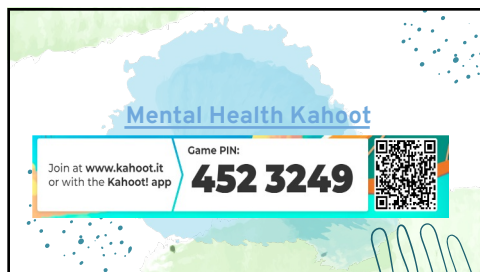 Mental Health Kahoot
Join at www.kahoot.it
or with the Kahoot! app
Game PIN:
452 3249